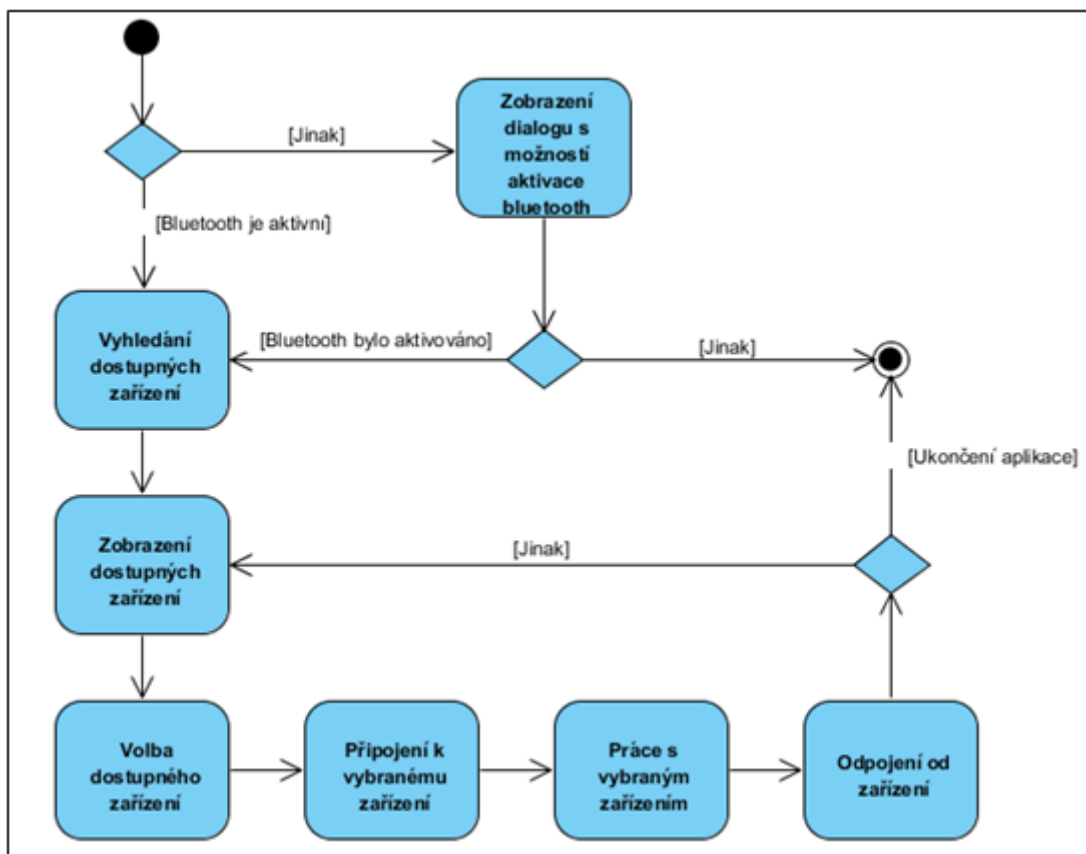 Zobrazení
dialogu s
možností
aktivace
bluetooth
[Jinak]
[Bluetooth je aktivní]
Vyhledání
dostupných
zařízení
[Bluetooth bylo aktivováno]
[Jinak]
[Ukončení aplikace]
Zobrazení
dostupných
zařízení
[Jinak]
Volba
dostupného
zařízení
Připojení k
vybranému
zařízení
Práce s
vybraným
zařízením
Odpojení od
zařízení